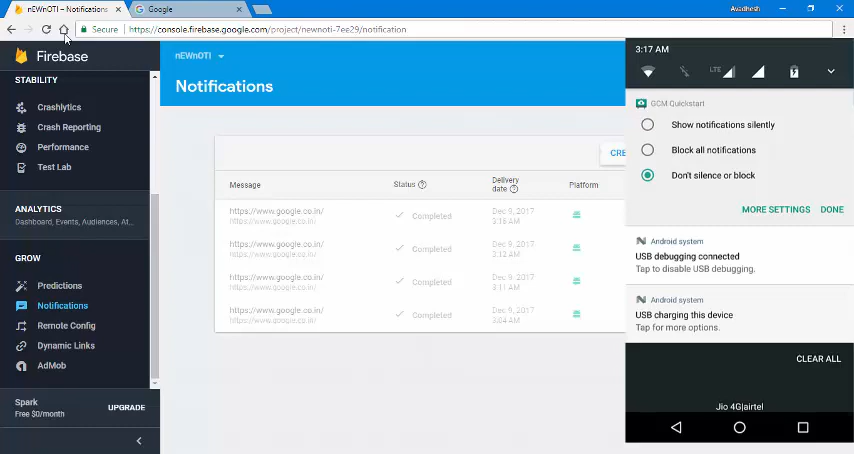 nEWnOTI – Notifications
Google
Avadhesh
Secure
https://console.firebase.google.com/project/newnoti-7ee29/notification
Firebase
STABILITY
Crashlytics
Crash Reporting
Performance
Test Lab
ANALYTICS
Dashboard, Events, Audiences, At...
GROW
Predictions
Notifications
Remote Config
Dynamic Links
AdMob
Spark
Free $0/month
UPGRADE
nEWnOTI
Notifications
CRE
Message
Status
Delivery
date
Platform
https://www.google.co.in/
https://www.google.co.in/
Completed
Dec 9, 2017
3:16 AM
https://www.google.co.in/
https://www.google.co.in/
Completed
Dec 9, 2017
3:12 AM
https://www.google.co.in/
https://www.google.co.in/
Completed
Dec 9, 2017
3:11 AM
https://www.google.co.in/
https://www.google.co.in/
Completed
Dec 9, 2017
3:04 AM
3:17 AM
LTE
GCM Quickstart
Show notifications silently
Block all notifications
Don't silence or block
MORE SETTINGS
DONE
Android system
USB debugging connected
Tap to disable USB debugging.
Android system
USB charging this device
Tap for more options.
CLEAR ALL
Jio 4G|airtel